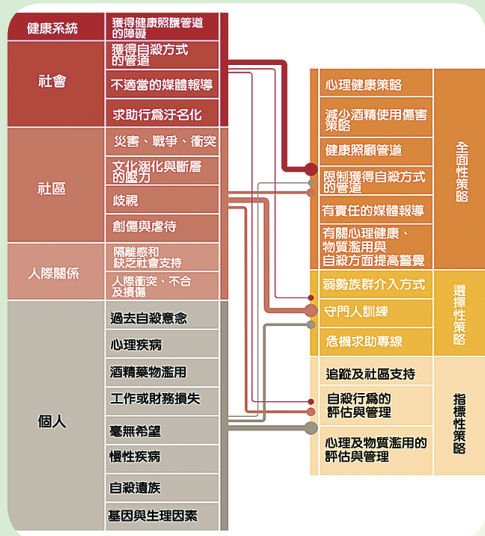 健康系統
獲得健康照護管道
的障礙
社會
獲得自殺方式
的管道
不適當的媒體報導
求助行為汙名化
社區
災害、戰爭、衝突
文化涵化與斷層
的壓力
歧視
創傷與虐待
人際關係
隔離感和
缺乏社會支持
人際衝突、不合
及損傷
個人
過去自殺意念
心理疾病
酒精藥物濫用
工作或財務損失
毫無希望
慢性疾病
自殺遺族
基因與生理因素
心理健康策略
減少酒精使用傷害
策略
健康照顧管道
限制獲得自殺方式
的管道
有責任的媒體報導
有關心理健康、
物質濫用與
自殺方面提高警覺
全面性策略
弱勢族群介入方式
守門人訓練
危機求助專線
選擇性策略
追蹤及社區支持
自殺行為的
評估與管理
心理及物質濫用的
評估與管理
指標性策略